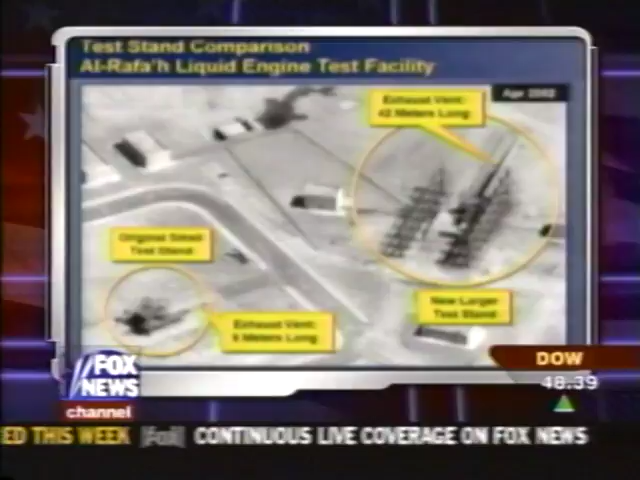 Test Stand Comparison
Al-Rafa'h Liquid Engine Test Facility
Apr 2002
Exhaust Vent:
42 Meters Long
Original Small
Test Stand
Exhaust Vent:
9 Meters Long
New Larger
Test Stand
DOW
48.39
FOX
NEWS
channel
ED THIS WEEK [Fox] CONTINUOUS LIVE COVERAGE ON FOX NEWS